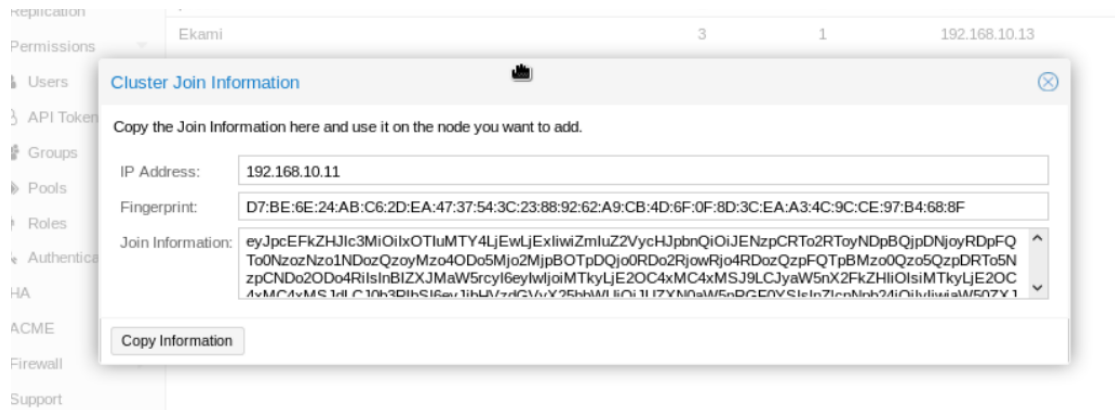 Replication
Permissions
Ekami 3 1 192.168.10.13
Users
API Token
Groups
Pools
Roles
Authentica
HA
ACME
Firewall
Support
Cluster Join Information
Copy the Join Information here and use it on the node you want to add.
IP Address: 192.168.10.11
Fingerprint: D7:BE:6E:24:AB:C6:2D:EA:47:37:54:3C:23:88:92:62:A9:CB:4D:6F:0F:8D:3C:EA:A3:4C:9C:CE:97:B4:68:8F
Join Information:
Copy Information